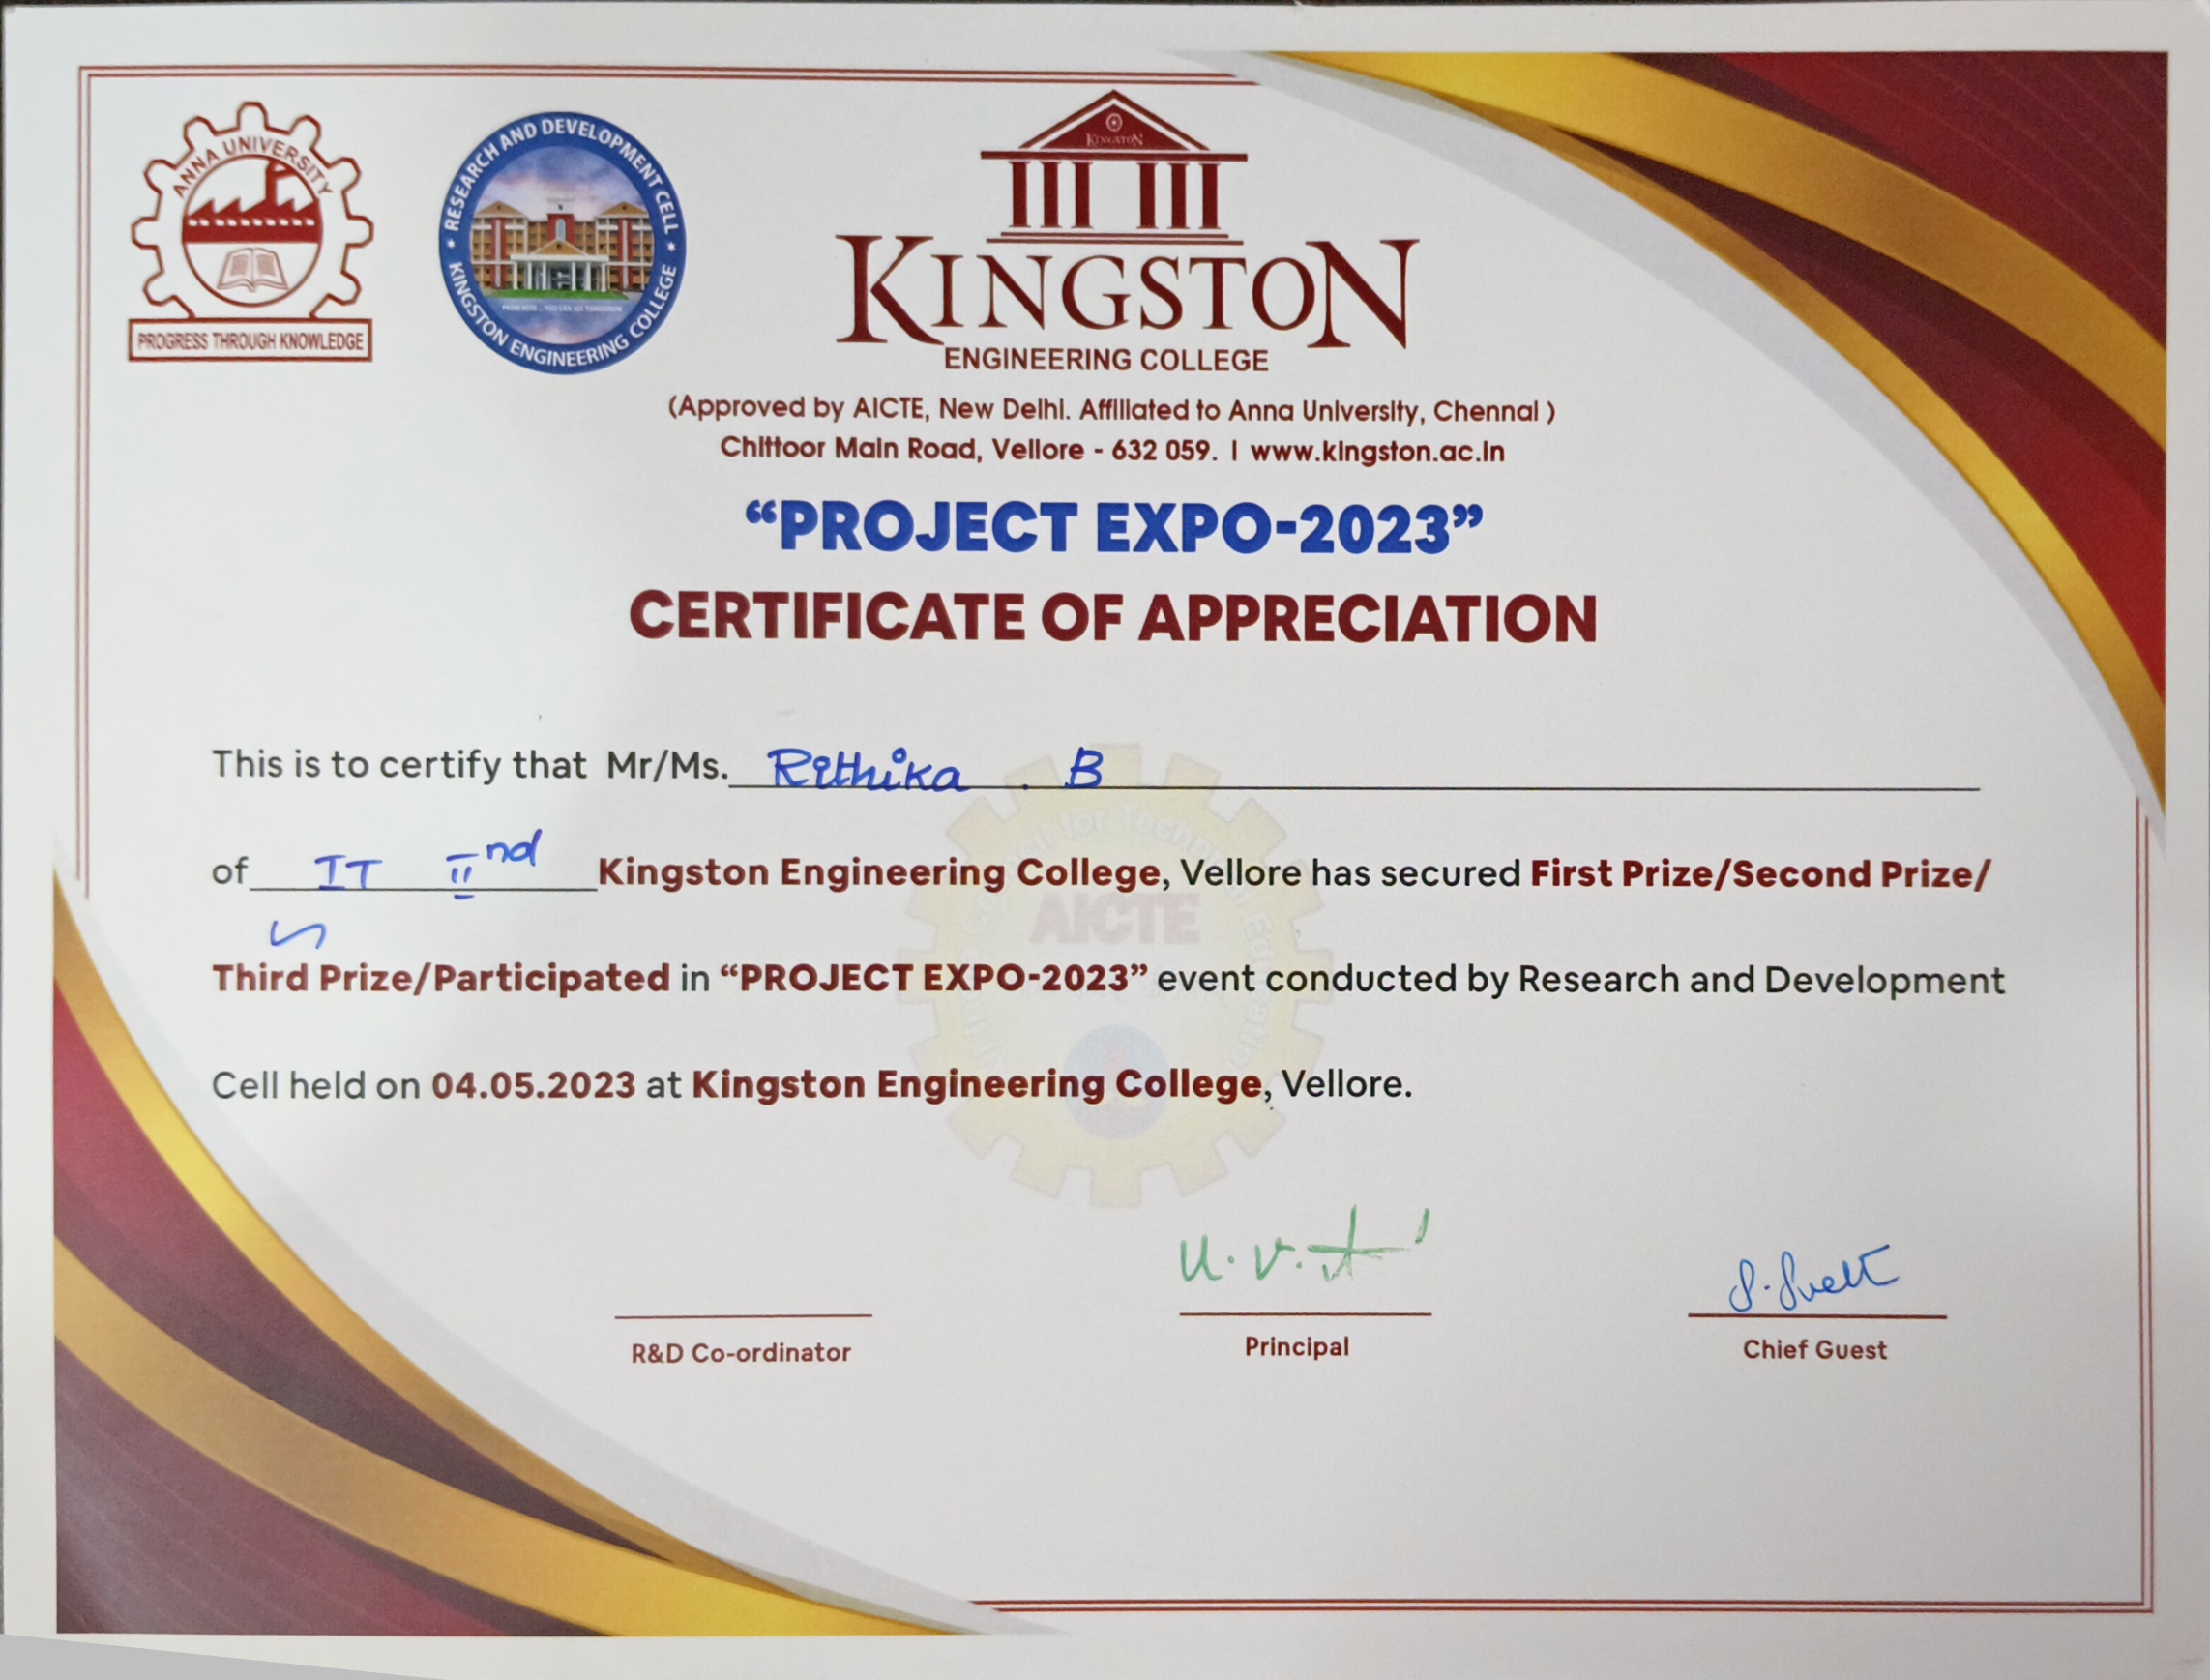 ANNA UNIVERSITY
PROGRESS THROUGH KNOWLEDGE
RESEARCH AND DEVELOPMENT CELL
KINGSTON ENGINEERING COLLEGE
KINGSTON
KINGSTON
ENGINEERING COLLEGE
(Approved by AICTE, New Delhi. Affiliated to Anna University, Chennai )
Chittoor Main Road, Vellore - 632 059. | www.kingston.ac.in
“PROJECT EXPO-2023”
CERTIFICATE OF APPRECIATION
This is to certify that Mr/Ms. Rithika . B
of IT IInd Kingston Engineering College, Vellore has secured First Prize/Second Prize/
Third Prize/Participated in “PROJECT EXPO-2023” event conducted by Research and Development
Cell held on 04.05.2023 at Kingston Engineering College, Vellore.
AICTE
R&D Co-ordinator
Principal
Chief Guest